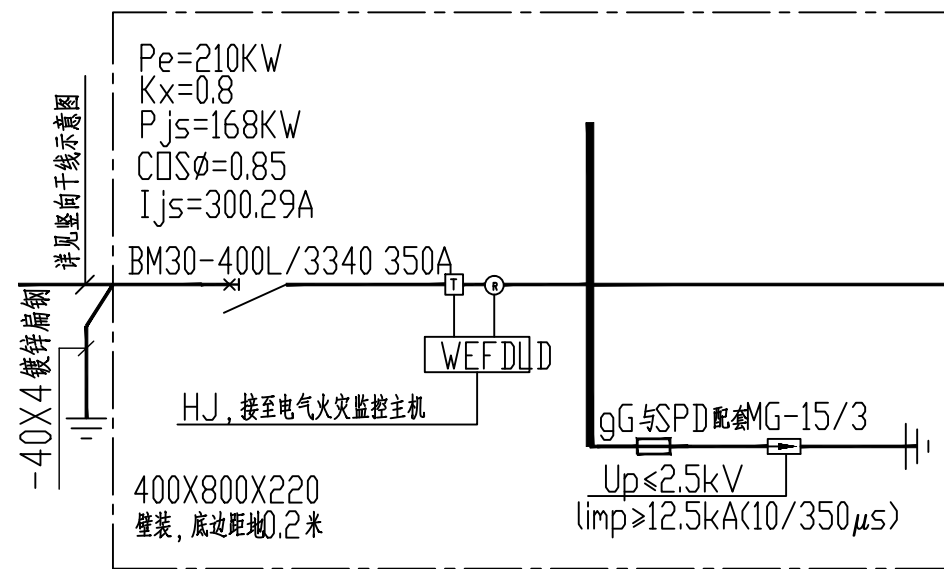 Pe=210KW
Kx=0.8
Pjs=168KW
COSø=0.85
Ijs=300.29A
详见竖向干线示意图
BM30-400L/3340 350A
T
R
WEFDLD
HJ,接至电气火灾监控主机
-40X4镀锌扁钢
gG与SPD配套MG-15/3
Up≤2.5kV
limp≥12.5kA(10/350μs)
400X800X220
壁装,底边距地0.2米